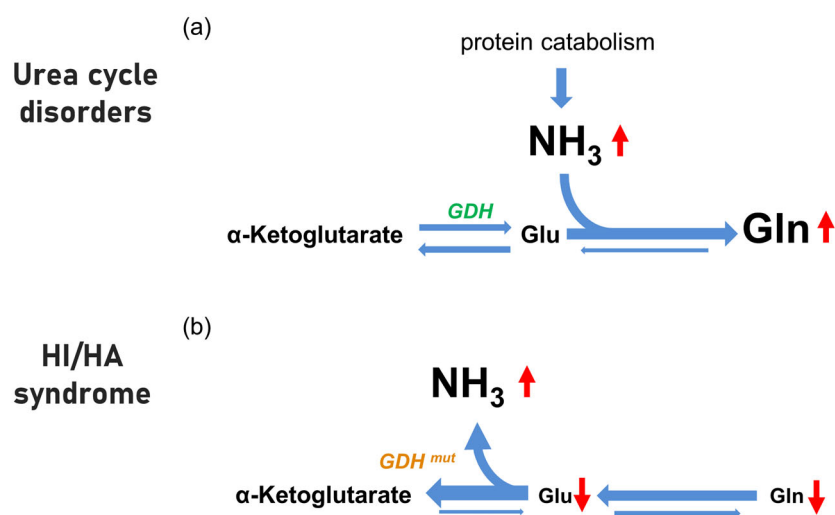 (a)
Urea cycle
disorders
protein catabolism
NH₃
GDH
α-Ketoglutarate
Glu
Gln
(b)
HI/HA
syndrome
NH₃
GDH ᵐᵘᵗ
α-Ketoglutarate
Glu
Gln